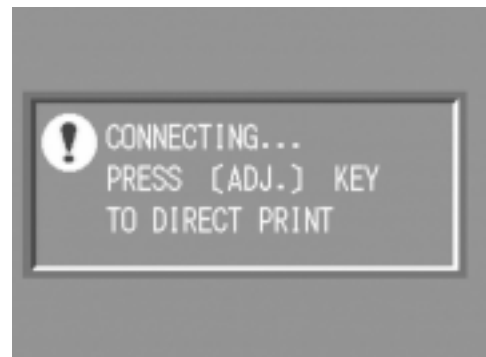 CONNECTING...
PRESS [ADJ.] KEY
TO DIRECT PRINT